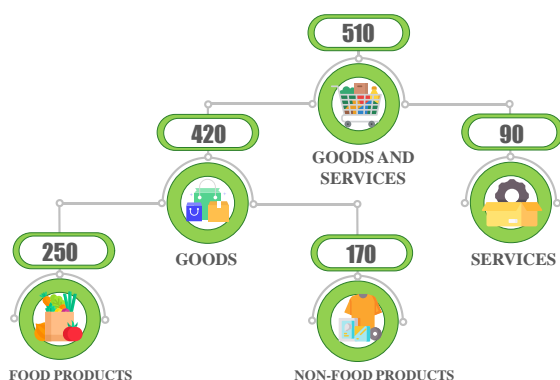 510
GOODS AND
SERVICES
420
GOODS
90
SERVICES
250
FOOD PRODUCTS
170
NON-FOOD PRODUCTS